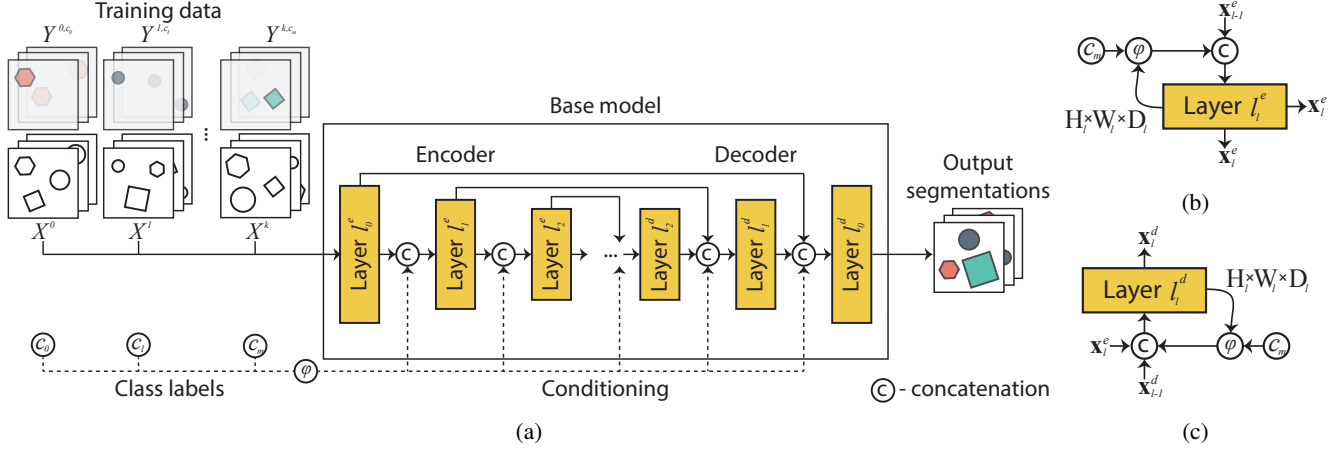 Training data
Y^{0,c_0} Y^{1,c_1} Y^{k,c_m}
X^0 X^1 X^k
Base model
Encoder Decoder
Layer l_0^e
C
Layer l_1^e
C
Layer l_2^e
...
Layer l_2^d
C
Layer l_1^d
C
Layer l_0^d
Output
segmentations
c_0 c_1 c_m
φ
Class labels
Conditioning
C - concatenation
(a)
x_{l-1}^e
c_m φ C
Layer l_l^e
x_l^e
H_l×W_l×D_l
x_l^e
(b)
x_l^d
Layer l_l^d
H_l×W_l×D_l
x_l^e C φ c_m
x_{l-1}^d
(c)